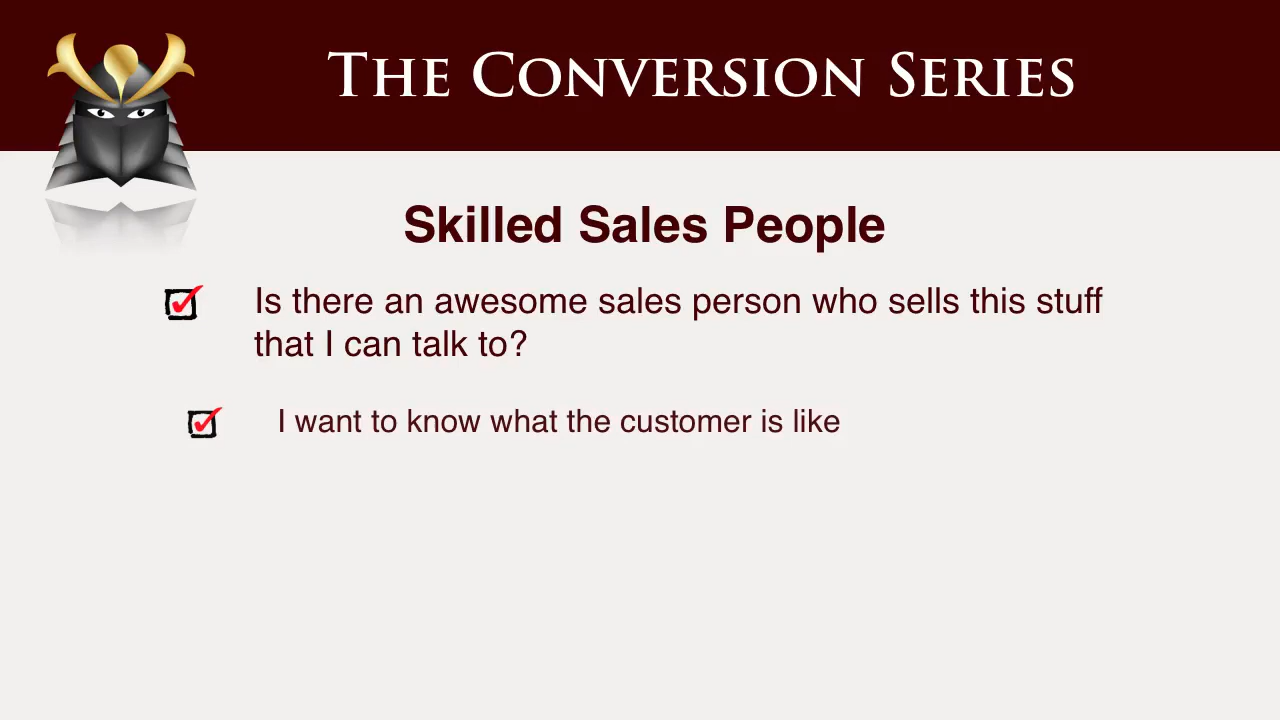 The Conversion Series
Skilled Sales People
Is there an awesome sales person who sells this stuff
that I can talk to?
I want to know what the customer is like